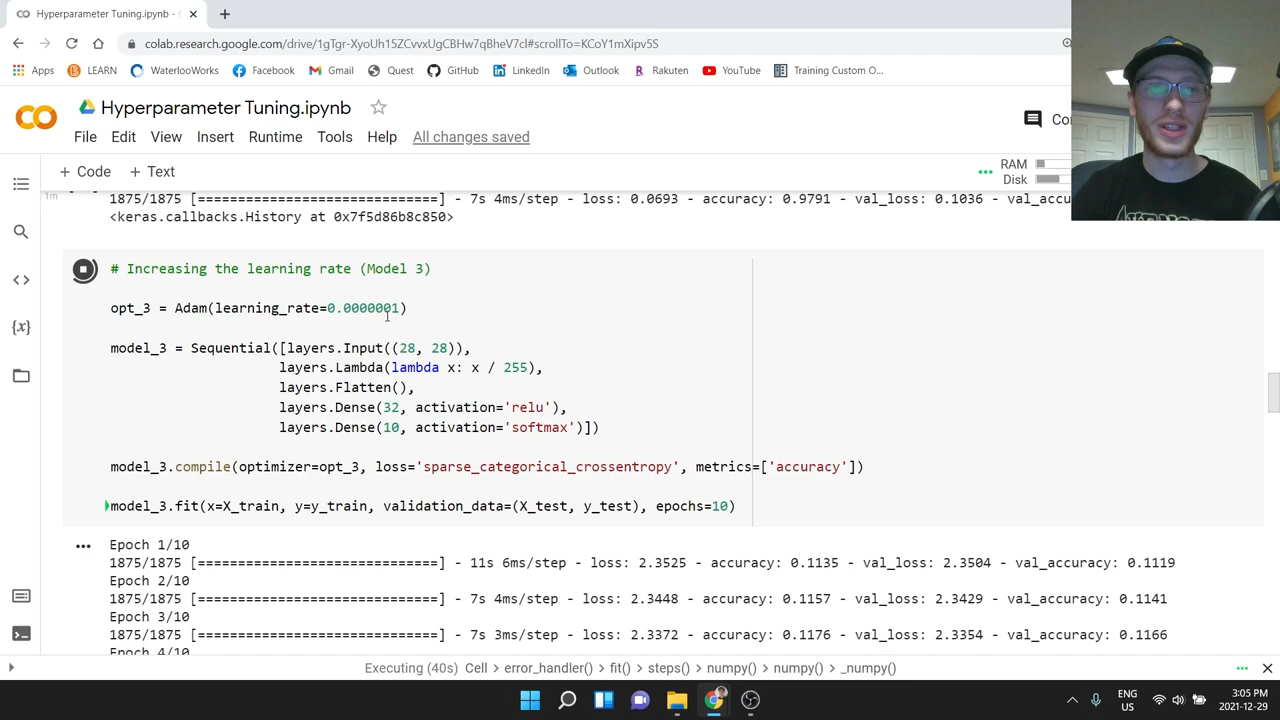 Hyperparameter Tuning.ipynb -
colab.research.google.com/drive/1gTgr-XyoUh15ZCvvxUgCBHw7qBheV7cl#scrollTo=KCoY1mXipv5S
Apps LEARN WaterlooWorks Facebook Gmail Quest GitHub LinkedIn Outlook Rakuten YouTube Training Custom O...
CO Hyperparameter Tuning.ipynb
File Edit View Insert Runtime Tools Help All changes saved
+ Code + Text
RAM
Disk
1m
1875/1875 [==============================] - 7s 4ms/step - loss: 0.0693 - accuracy: 0.9791 - val_loss: 0.1036 - val_acc
<keras.callbacks.History at 0x7f5d86b8c850>
# Increasing the learning rate (Model 3)
opt_3 = Adam(learning_rate=0.0000001)
model_3 = Sequential([layers.Input((28, 28)),
layers.Lambda(lambda x: x / 255),
layers.Flatten(),
layers.Dense(32, activation='relu'),
layers.Dense(10, activation='softmax')])
model_3.compile(optimizer=opt_3, loss='sparse_categorical_crossentropy', metrics=['accuracy'])
model_3.fit(x=X_train, y=y_train, validation_data=(X_test, y_test), epochs=10)
Epoch 1/10
1875/1875 [==============================] - 11s 6ms/step - loss: 2.3525 - accuracy: 0.1135 - val_loss: 2.3504 - val_accuracy: 0.1119
Epoch 2/10
1875/1875 [==============================] - 7s 4ms/step - loss: 2.3448 - accuracy: 0.1157 - val_loss: 2.3429 - val_accuracy: 0.1141
Epoch 3/10
1875/1875 [==============================] - 7s 3ms/step - loss: 2.3372 - accuracy: 0.1176 - val_loss: 2.3354 - val_accuracy: 0.1166
Epoch 4/10
Executing (40s) Cell > error_handler() > fit() > steps() > numpy() > numpy() > _numpy()
ENG
US
3:05 PM
2021-12-29